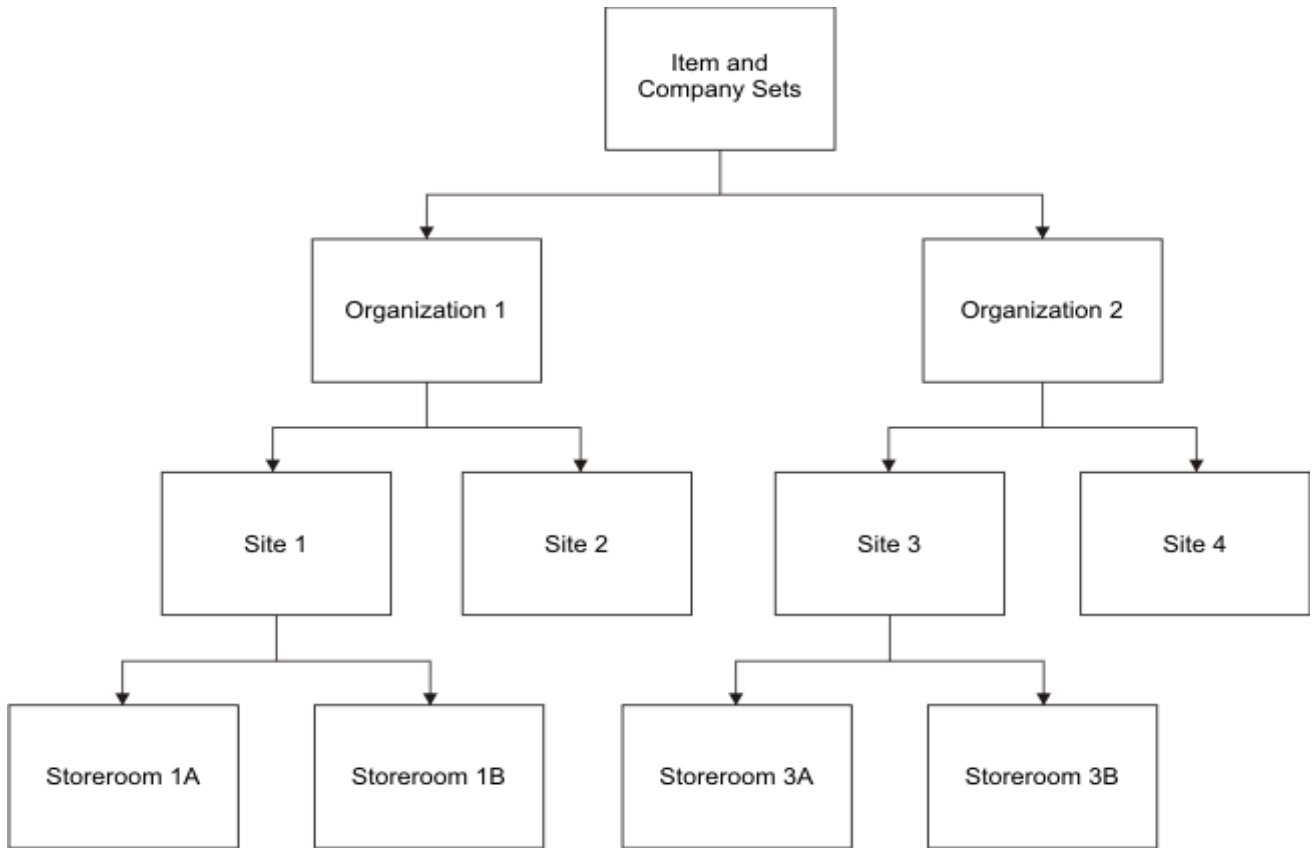 Item and
Company Sets
Organization 1
Organization 2
Site 1
Site 2
Site 3
Site 4
Storeroom 1A
Storeroom 1B
Storeroom 3A
Storeroom 3B